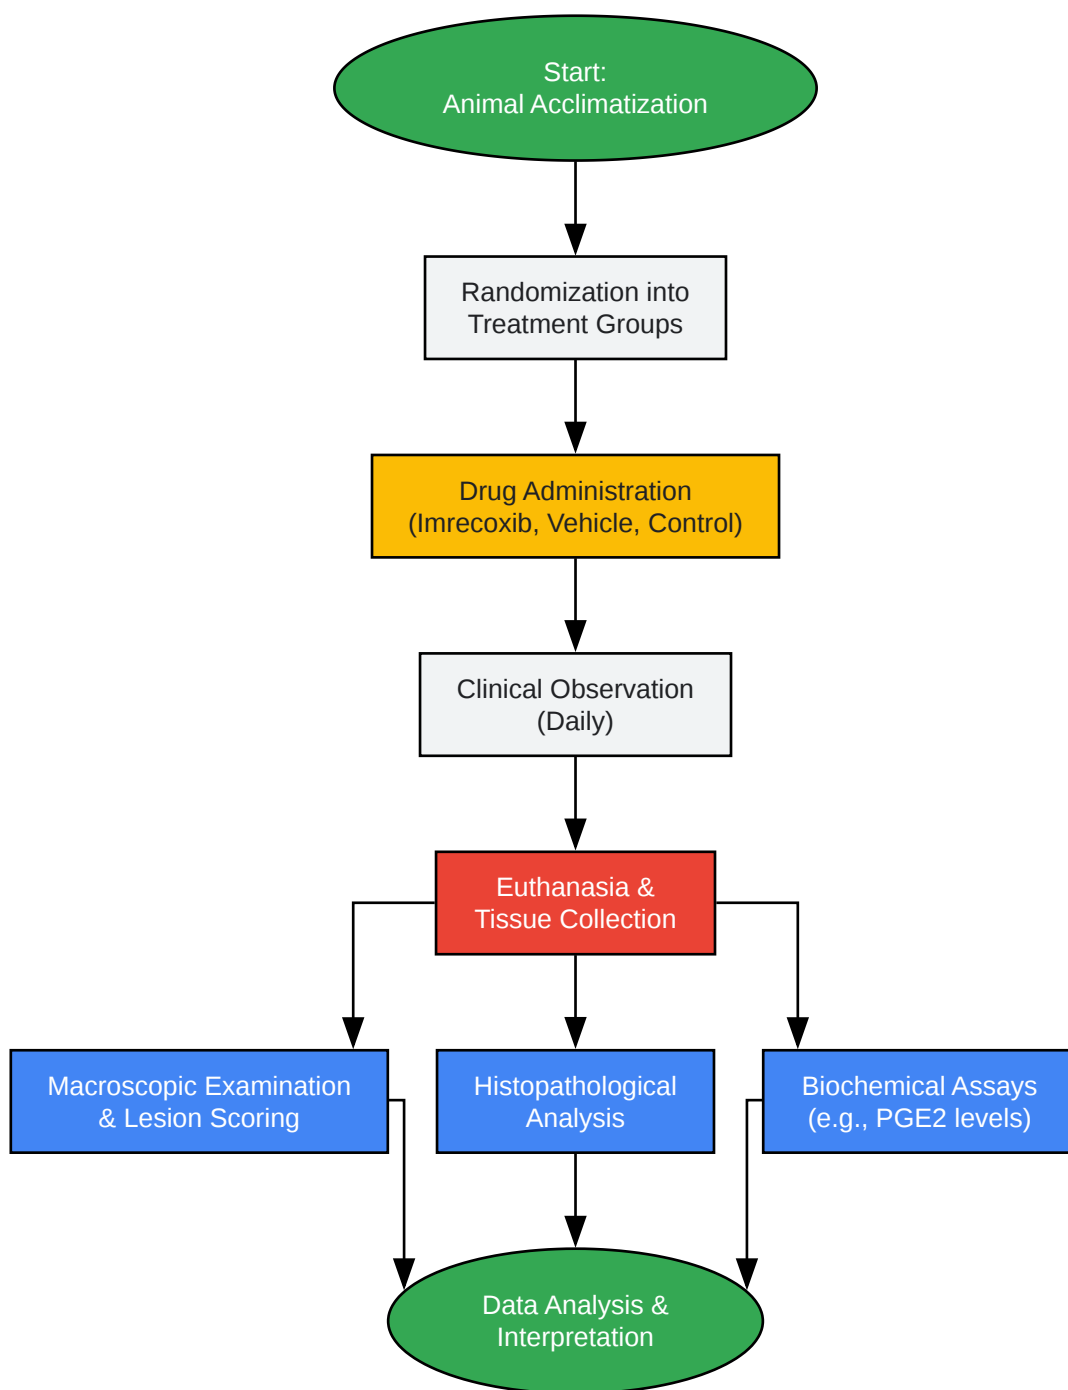 Start:
Animal Acclimatization
Randomization into
Treatment Groups
Drug Administration
(Imrecoxib, Vehicle, Control)
Clinical Observation
(Daily)
Euthanasia &
Tissue Collection
Macroscopic Examination
& Lesion Scoring
Histopathological
Analysis
Biochemical Assays
(e.g., PGE2 levels)
Data Analysis &
Interpretation